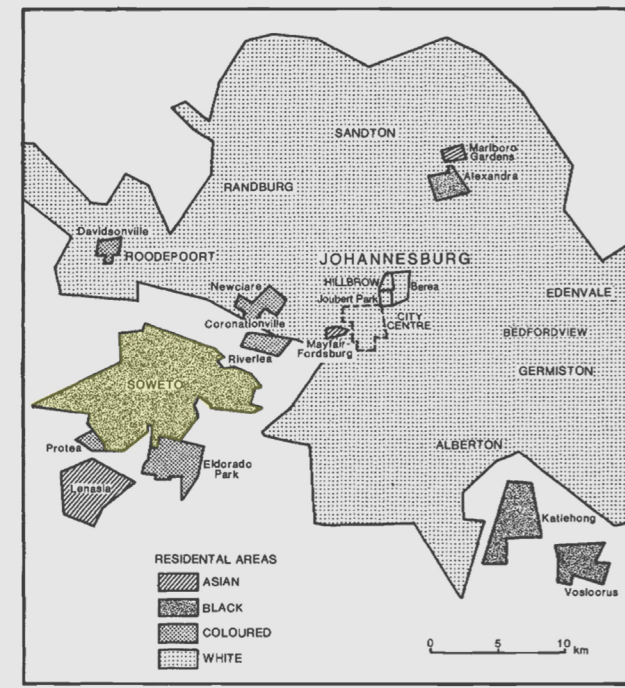 SANDTON
Marlboro
Gardens
Alexandra
RANDBURG
Davidsonville
ROODEPOORT
JOHANNESBURG
HILLBROW
Berea
Joubert Park
Newclare
EDENVALE
CITY
CENTRE
Coronationville
BEDFORDVIEW
Mayfair-
Fordsburg
Riverlea
GERMISTON
SOWETO
ALBERTON
Protea
Eldorado
Park
Lenasia
Katlehong
Vosloorus
RESIDENTAL AREAS
ASIAN
BLACK
COLOURED
WHITE
0 5 10
km